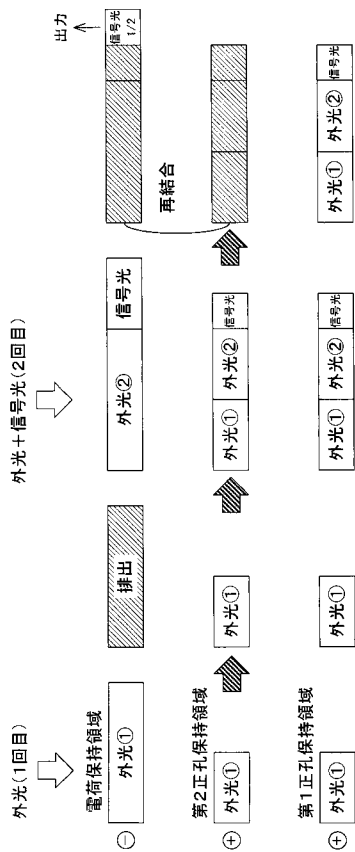 外光(1回目)
外光+信号光(2回目)
出力
⊖
電荷保持領域
外光①
排出
外光②
信号光
信号光
1/2
再結合
⊕
第2正孔保持領域
外光①
外光①
外光①
外光②
信号光
⊕
第1正孔保持領域
外光①
外光①
外光①
外光②
信号光
外光①
外光②
信号光